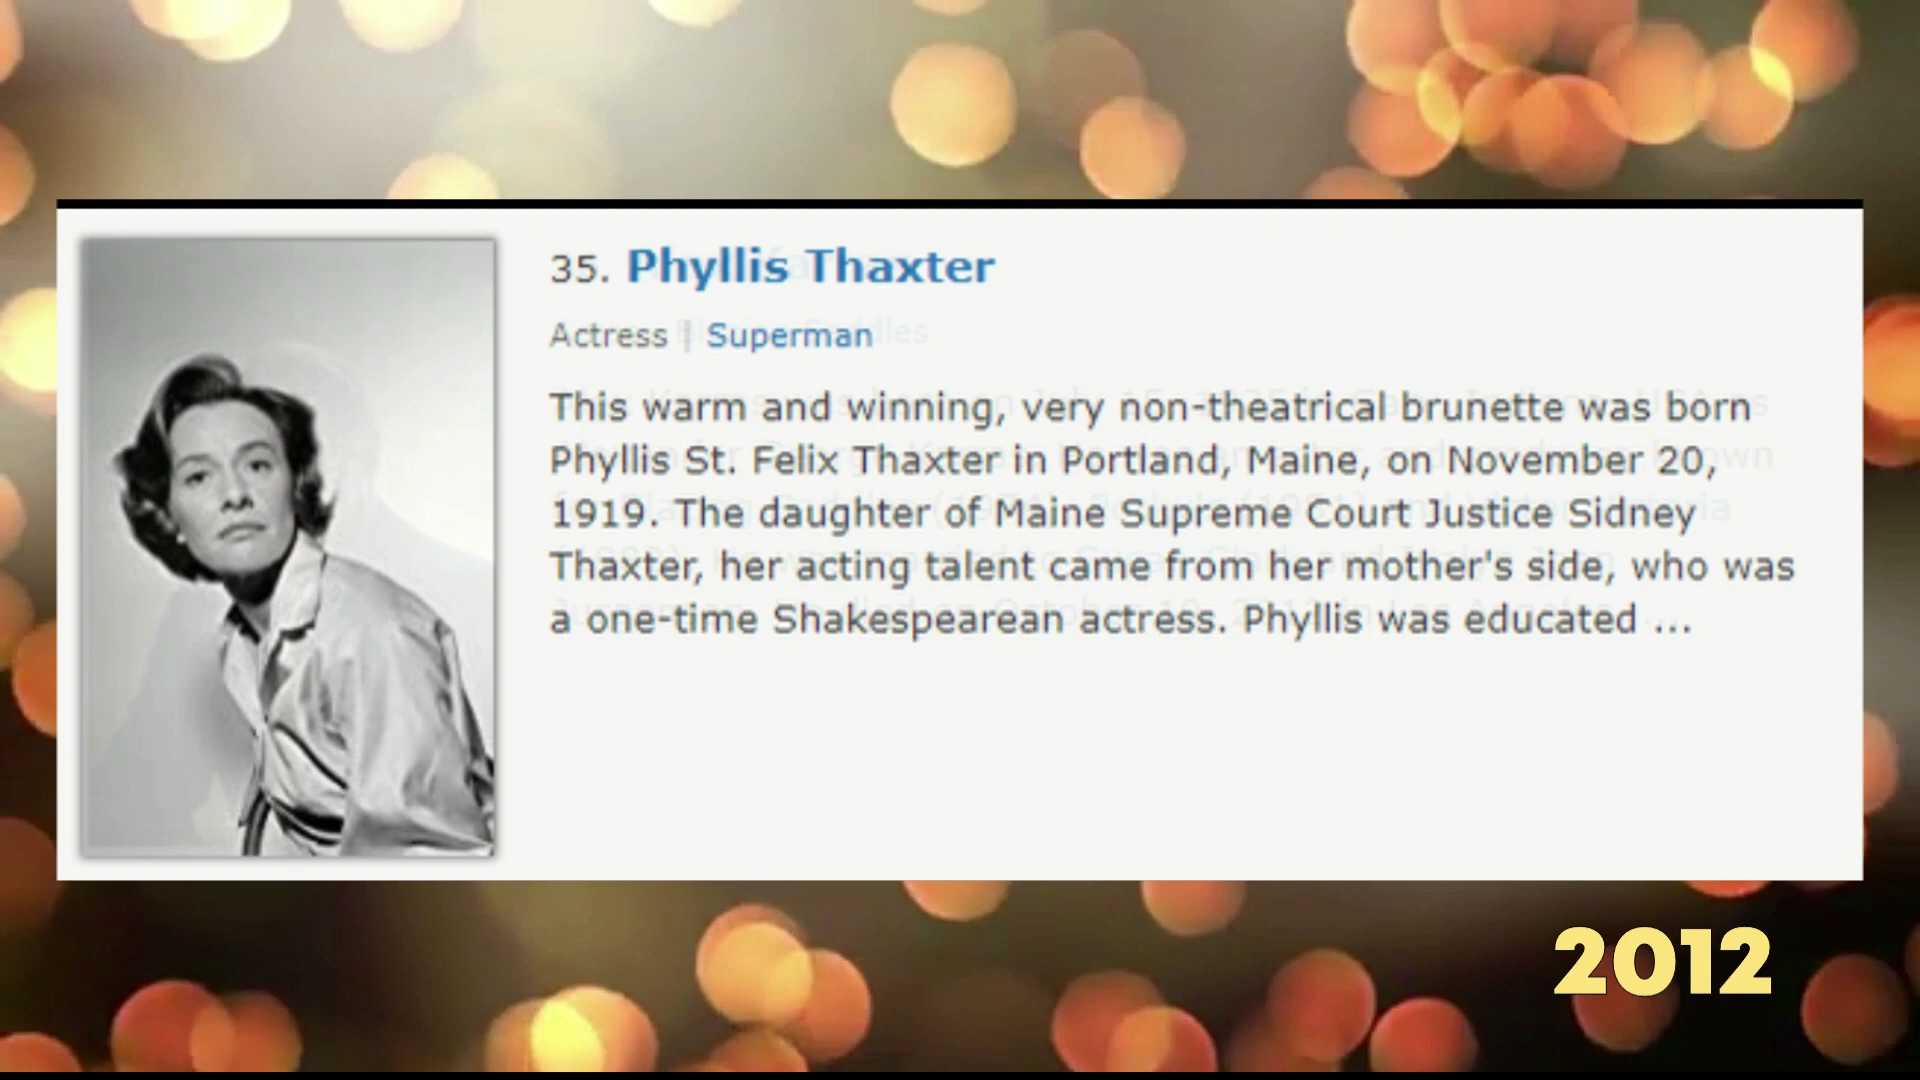 35. Phyllis Thaxter
Actress | Superman
This warm and winning, very non-theatrical brunette was born
Phyllis St. Felix Thaxter in Portland, Maine, on November 20,
1919. The daughter of Maine Supreme Court Justice Sidney
Thaxter, her acting talent came from her mother's side, who was
a one-time Shakespearean actress. Phyllis was educated ...
2012